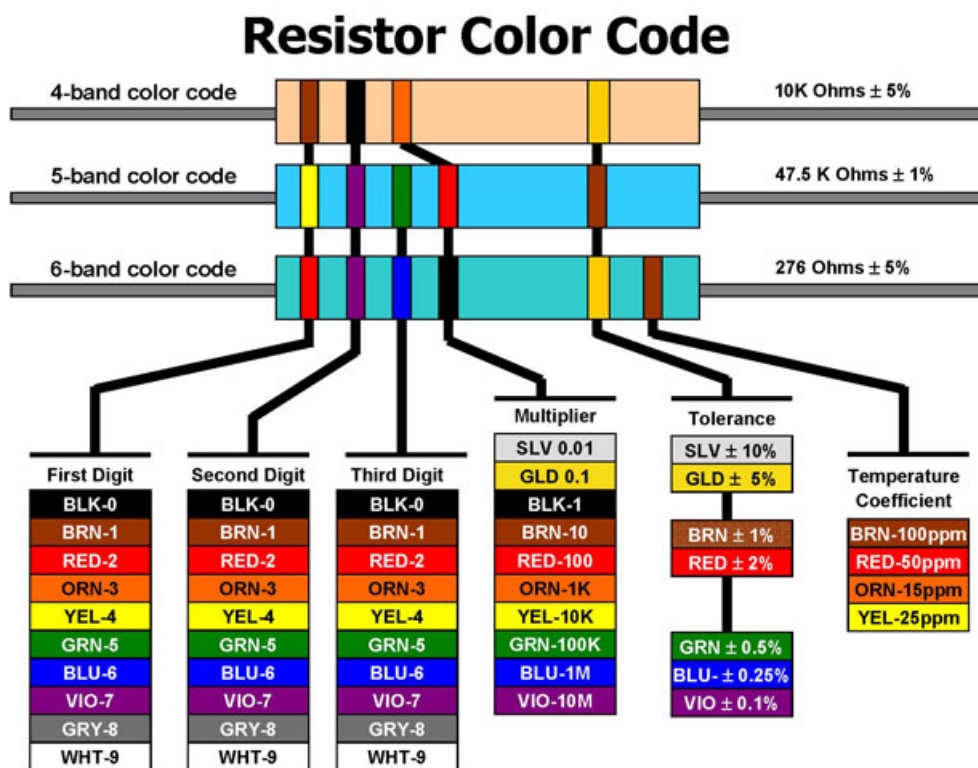 Resistor Color Code
4-band color code
10K Ohms ± 5%
5-band color code
47.5 K Ohms ± 1%
6-band color code
276 Ohms ± 5%
First Digit
BLK-0
BRN-1
RED-2
ORN-3
YEL-4
GRN-5
BLU-6
VIO-7
GRY-8
WHT-9
Second Digit
BLK-0
BRN-1
RED-2
ORN-3
YEL-4
GRN-5
BLU-6
VIO-7
GRY-8
WHT-9
Third Digit
BLK-0
BRN-1
RED-2
ORN-3
YEL-4
GRN-5
BLU-6
VIO-7
GRY-8
WHT-9
Multiplier
SLV 0.01
GLD 0.1
BLK-1
BRN-10
RED-100
ORN-1K
YEL-10K
GRN-100K
BLU-1M
VIO-10M
Tolerance
SLV ± 10%
GLD ± 5%
BRN ± 1%
RED ± 2%
GRN ± 0.5%
BLU- ± 0.25%
VIO ± 0.1%
Temperature
Coefficient
BRN-100ppm
RED-50ppm
ORN-15ppm
YEL-25ppm